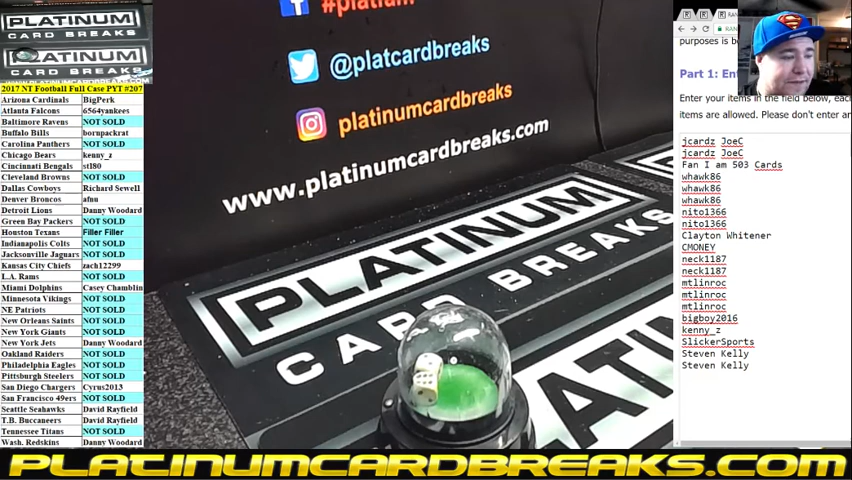 PLATINUM
CARD BREAKS
PLATINUM
CARD BREAKS
2017 NT Football Full Case PYT #207
Arizona Cardinals BigPerk
Atlanta Falcons 6564yankees
Baltimore Ravens NOT SOLD
Buffalo Bills bornpackrat
Carolina Panthers NOT SOLD
Chicago Bears kenny_z
Cincinnati Bengals stl80
Cleveland Browns NOT SOLD
Dallas Cowboys Richard Sewell
Denver Broncos afnu
Detroit Lions Danny Woodard
Green Bay Packers NOT SOLD
Houston Texans Filler Filler
Indianapolis Colts NOT SOLD
Jacksonville Jaguars NOT SOLD
Kansas City Chiefs zach12299
L.A. Rams NOT SOLD
Miami Dolphins Casey Chamblin
Minnesota Vikings NOT SOLD
NE Patriots NOT SOLD
New Orleans Saints NOT SOLD
New York Giants NOT SOLD
New York Jets Danny Woodard
Oakland Raiders NOT SOLD
Philadelphia Eagles NOT SOLD
Pittsburgh Steelers NOT SOLD
San Diego Chargers Cyrus2013
San Francisco 49ers NOT SOLD
Seattle Seahawks David Rayfield
T.B. Buccaneers David Rayfield
Tennessee Titans NOT SOLD
Wash. Redskins Danny Woodard
#platinum
@platcardbreaks
platinumcardbreaks
www.platinumcardbreaks.com
PLATINUM
CARD BREAKS
purposes is be
Part 1: Ent
Enter your items in the field below, eac
items are allowed. Please don't enter an
jcardz JoeC
jcardz JoeC
Fan I am 503 Cards
whawk86
whawk86
whawk86
nito1366
nito1366
Clayton Whitener
CMONEY
neck1187
neck1187
mtlinroc
mtlinroc
mtlinroc
bigboy2016
kenny_z
SlickerSports
Steven Kelly
Steven Kelly
PLATINUMCARDBREAKS.COM